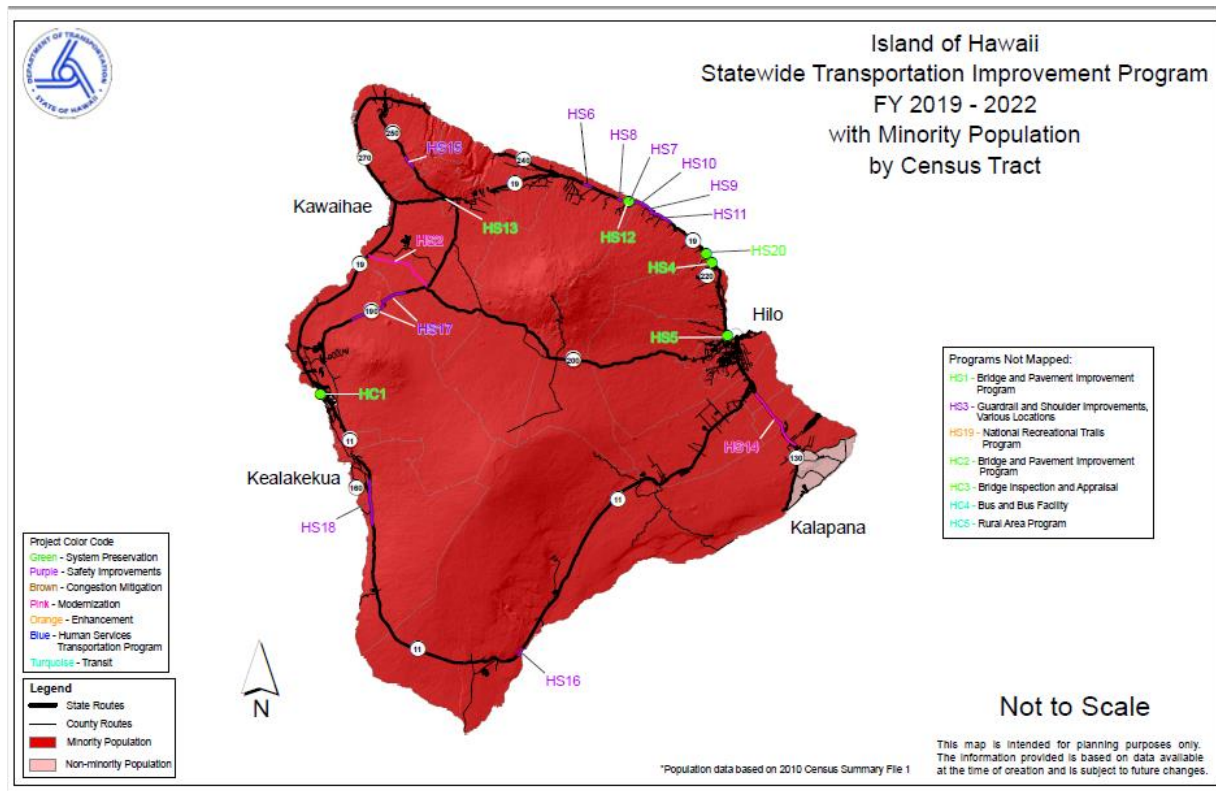 DEPARTMENT OF TRANSPORTATION
STATE OF HAWAII
Island of Hawaii
Statewide Transportation Improvement Program
FY 2019 - 2022
with Minority Population
by Census Tract
HS6
HS8
HS7
HS10
HS9
HS11
250
270
HS15
240
19
Kawaihae
HS13
HS12
19
HS20
HS2
HS4
19
220
190
HS17
Hilo
HS5
200
HC1
HS14
11
130
Kealakekua
160
11
HS18
Kalapana
11
HS16
Programs Not Mapped:
HS1 - Bridge and Pavement Improvement
Program
HS3 - Guardrail and Shoulder Improvements,
Various Locations
HS19 - National Recreational Trails
Program
HC2 - Bridge and Pavement Improvement
Program
HC3 - Bridge Inspection and Appraisal
HC4 - Bus and Bus Facility
HC5 - Rural Area Program
Project Color Code
Green - System Preservation
Purple - Safety Improvements
Brown - Congestion Mitigation
Pink - Modernization
Orange - Enhancement
Blue - Human Services
Transportation Program
Turquoise - Transit
Legend
State Routes
County Routes
Minority Population
Non-minority Population
N
Not to Scale
*Population data based on 2010 Census Summary File 1
This map is intended for planning purposes only.
The information provided is based on data available
at the time of creation and is subject to future changes.